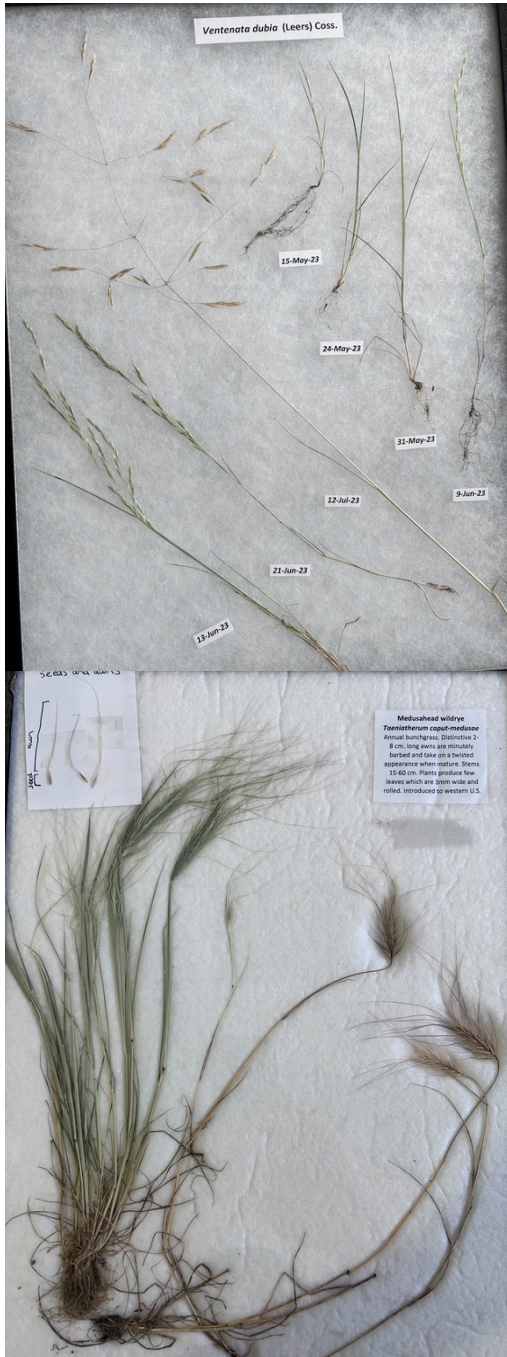 Ventenata dubia (Leers) Coss.
15-May-23
24-May-23
31-May-23
9-Jun-23
12-Jul-23
21-Jun-23
13-Jun-23
seeds and awns
awn
seed
Medusahead wildrye
Taeniatherum caput-medusae
Annual bunchgrass. Distinctive 2-
8 cm. long awns are minutely
barbed and take on a twisted
appearance when mature. Stems
15-60 cm. Plants produce few
leaves which are 3mm wide and
rolled. Introduced to western U.S.